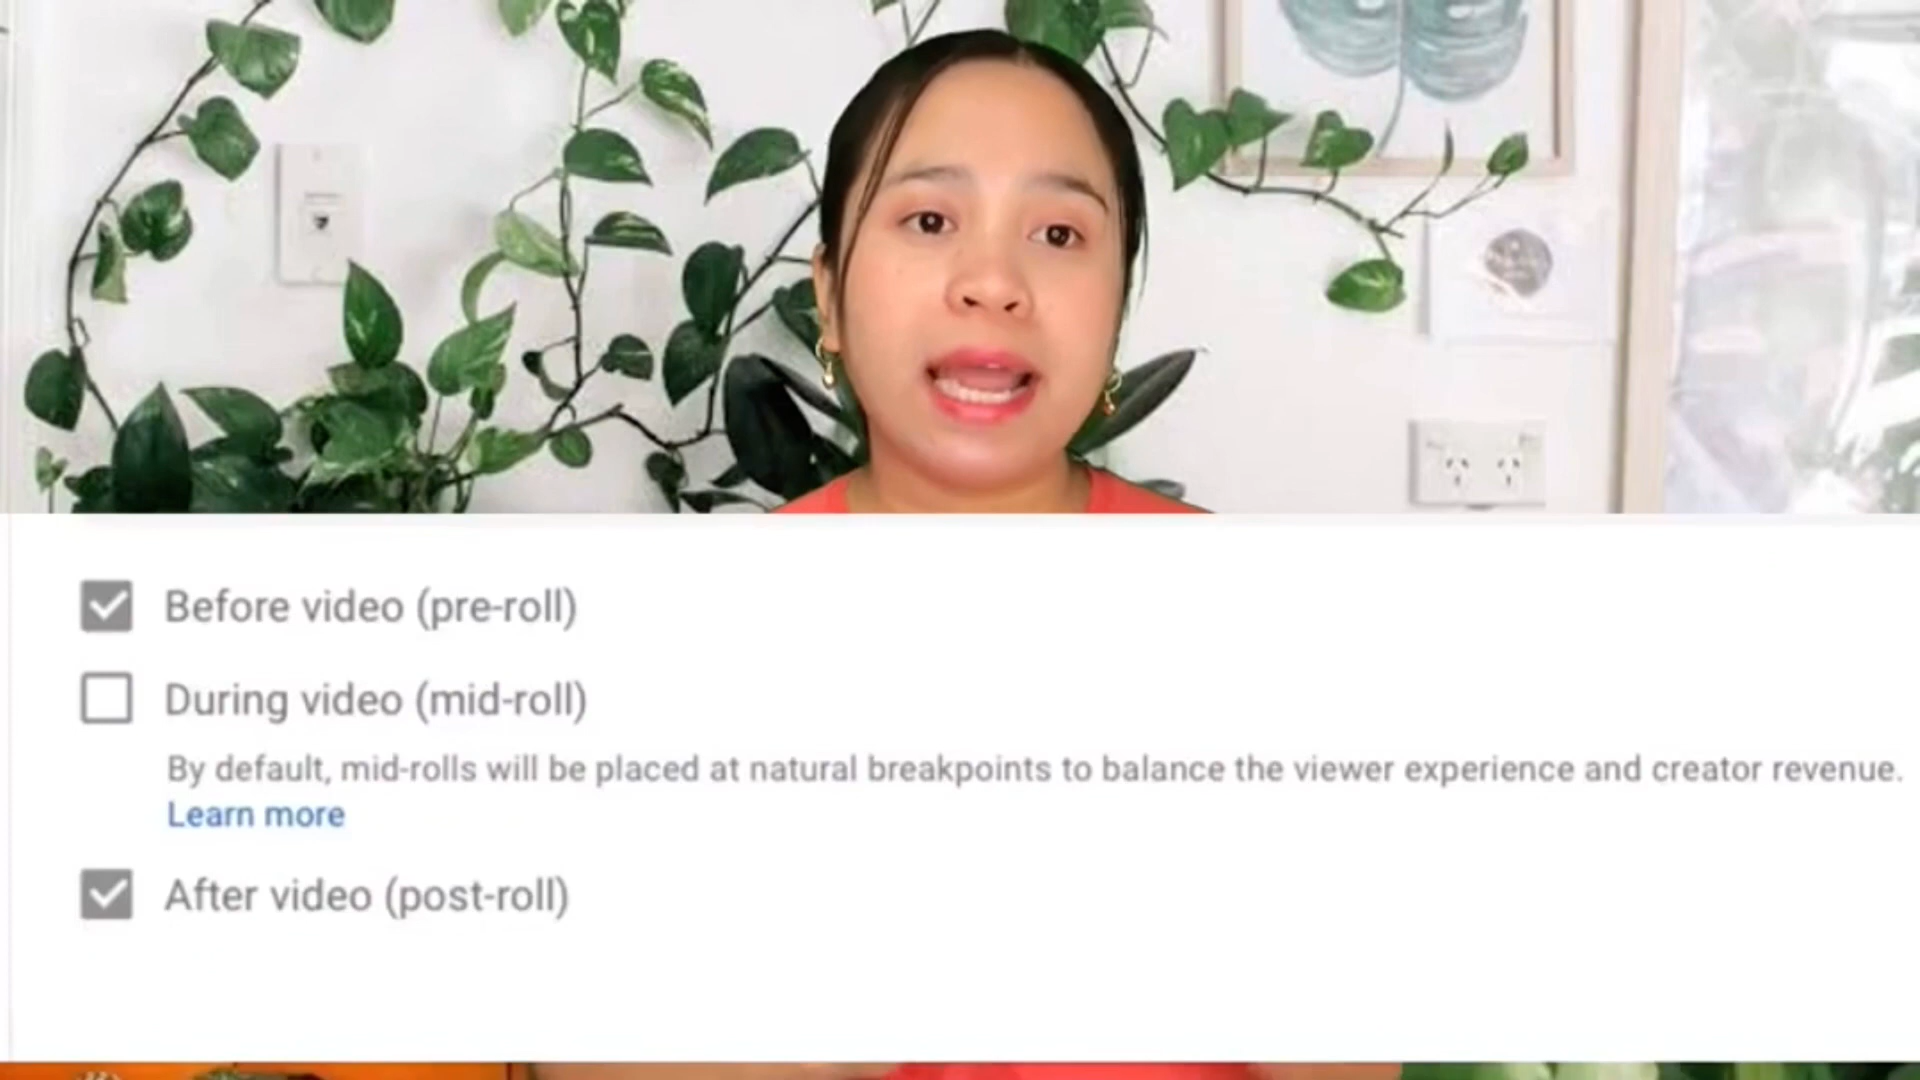 Before video (pre-roll)
During video (mid-roll)
By default, mid-rolls will be placed at natural breakpoints to balance the viewer experience and creator revenue.
Learn more
After video (post-roll)